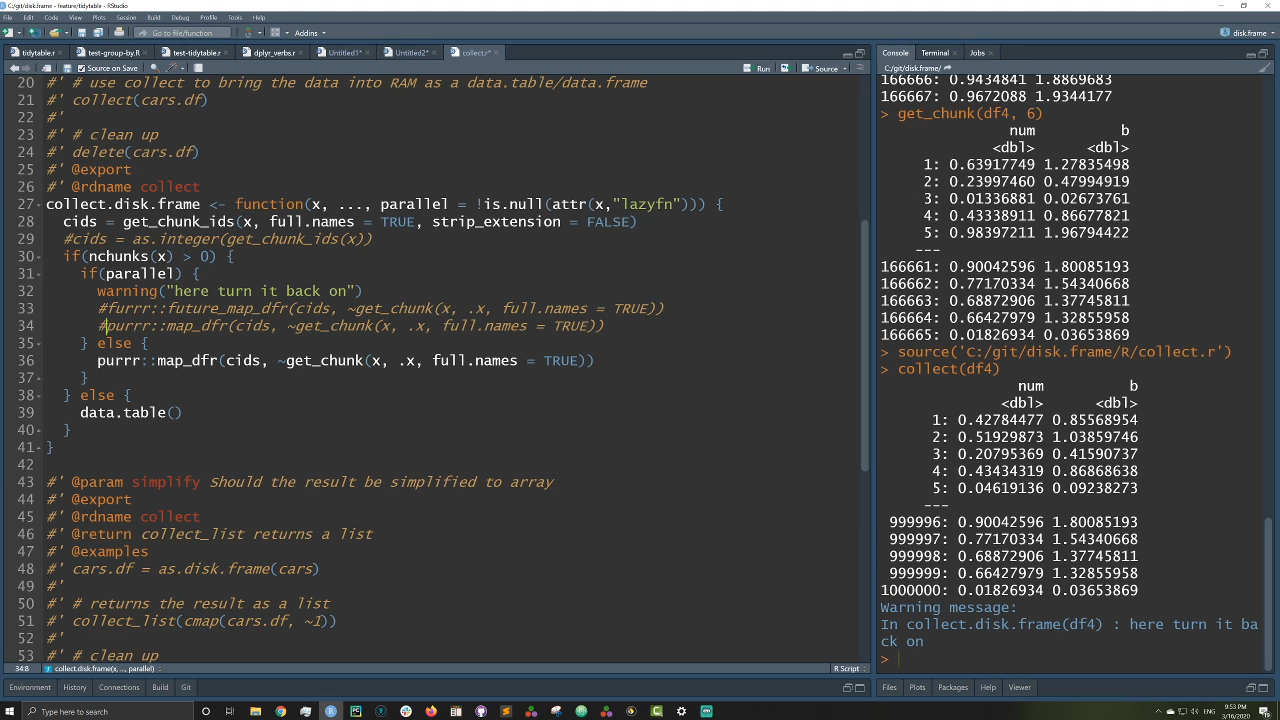 C:/git/disk.frame - feature/tidytable - RStudio
File Edit Code View Plots Session Build Debug Profile Tools Help
Go to file/function Addins disk.frame
tidytable.r test-group-by.R test-tidytable.r dplyr_verbs.r Untitled1* Untitled2* collect.r*
Source on Save Run Source
20 #' # use collect to bring the data into RAM as a data.table/data.frame
21 #' collect(cars.df)
22 #'
23 #' # clean up
24 #' delete(cars.df)
25 #' @export
26 #' @rdname collect
27 collect.disk.frame <- function(x, ..., parallel = !is.null(attr(x,"lazyfn"))) {
28 cids = get_chunk_ids(x, full.names = TRUE, strip_extension = FALSE)
29 #cids = as.integer(get_chunk_ids(x))
30 if(nchunks(x) > 0) {
31 if(parallel) {
32 warning("here turn it back on")
33 #furrr::future_map_dfr(cids, ~get_chunk(x, .x, full.names = TRUE))
34 #purrr::map_dfr(cids, ~get_chunk(x, .x, full.names = TRUE))
35 } else {
36 purrr::map_dfr(cids, ~get_chunk(x, .x, full.names = TRUE))
37 }
38 } else {
39 data.table()
40 }
41 }
42
43 #' @param simplify Should the result be simplified to array
44 #' @export
45 #' @rdname collect
46 #' @return collect_list returns a list
47 #' @examples
48 #' cars.df = as.disk.frame(cars)
49 #'
50 #' # returns the result as a list
51 #' collect_list(cmap(cars.df, ~1))
52 #'
53 #' # clean up
34:8 collect.disk.frame(x, ..., parallel) R Script
Environment History Connections Build Git
Console Terminal Jobs
C:/git/disk.frame/
166666: 0.9434841 1.8869683
166667: 0.9672088 1.9344177
> get_chunk(df4, 6)
num b
<dbl> <dbl>
1: 0.63917749 1.27835498
2: 0.23997460 0.47994919
3: 0.01336881 0.02673761
4: 0.43338911 0.86677821
5: 0.98397211 1.96794422
---
166661: 0.90042596 1.80085193
166662: 0.77170334 1.54340668
166663: 0.68872906 1.37745811
166664: 0.66427979 1.32855958
166665: 0.01826934 0.03653869
> source('C:/git/disk.frame/R/collect.r')
> collect(df4)
num b
<dbl> <dbl>
1: 0.42784477 0.85568954
2: 0.51929873 1.03859746
3: 0.20795369 0.41590737
4: 0.43434319 0.86868638
5: 0.04619136 0.09238273
---
999996: 0.90042596 1.80085193
999997: 0.77170334 1.54340668
999998: 0.68872906 1.37745811
999999: 0.66427979 1.32855958
1000000: 0.01826934 0.03653869
Warning message:
In collect.disk.frame(df4) : here turn it ba
ck on
>
Files Plots Packages Help Viewer
Type here to search
ENG
9:53 PM
3/16/2020